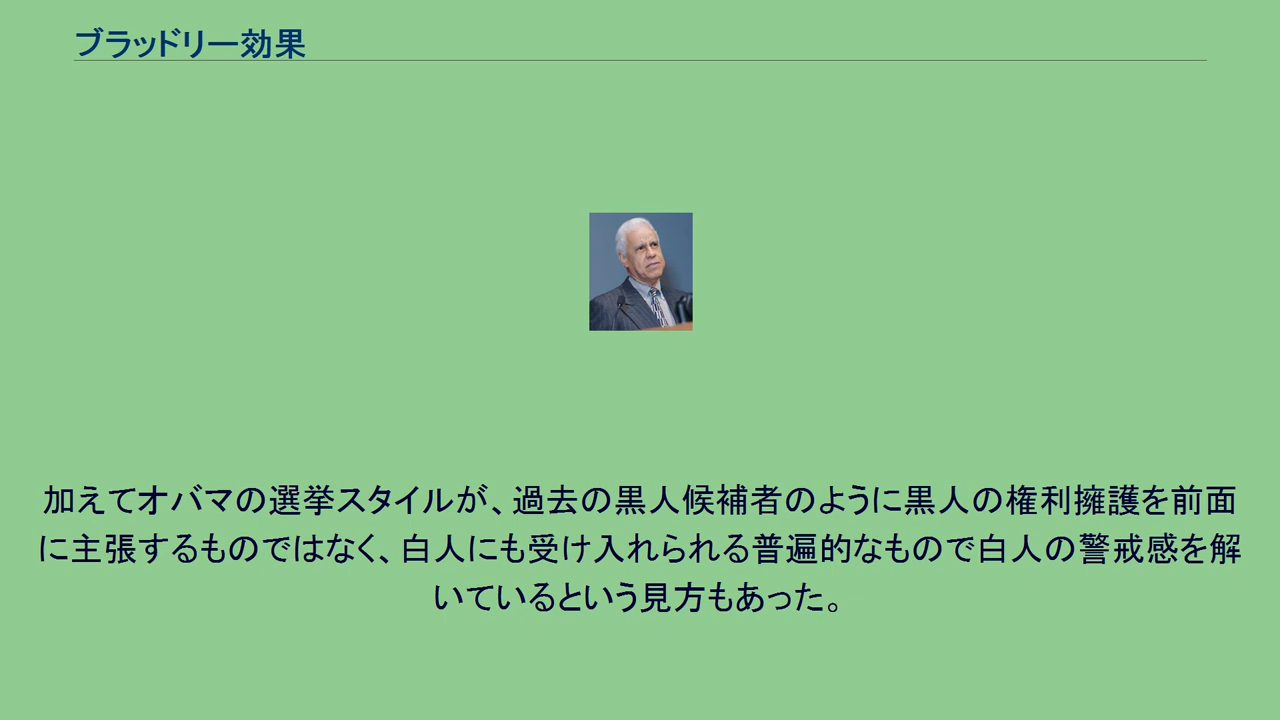 ブラッドリー効果
加えてオバマの選挙スタイルが、過去の黒人候補者のように黒人の権利擁護を前面
に主張するものではなく、白人にも受け入れられる普遍的なもので白人の警戒感を解
いているという見方もあった。